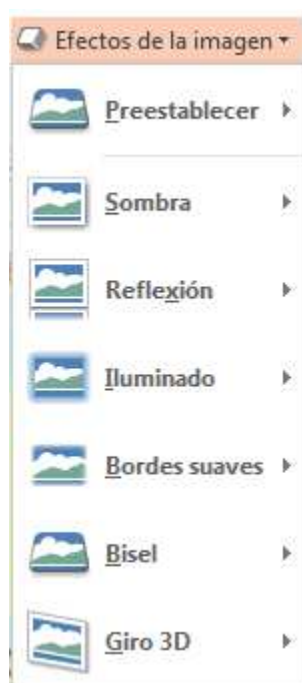 Efectos de la imagen
Preestablecer
Sombra
Reflexión
Iluminado
Bordes suaves
Bisel
Giro 3D